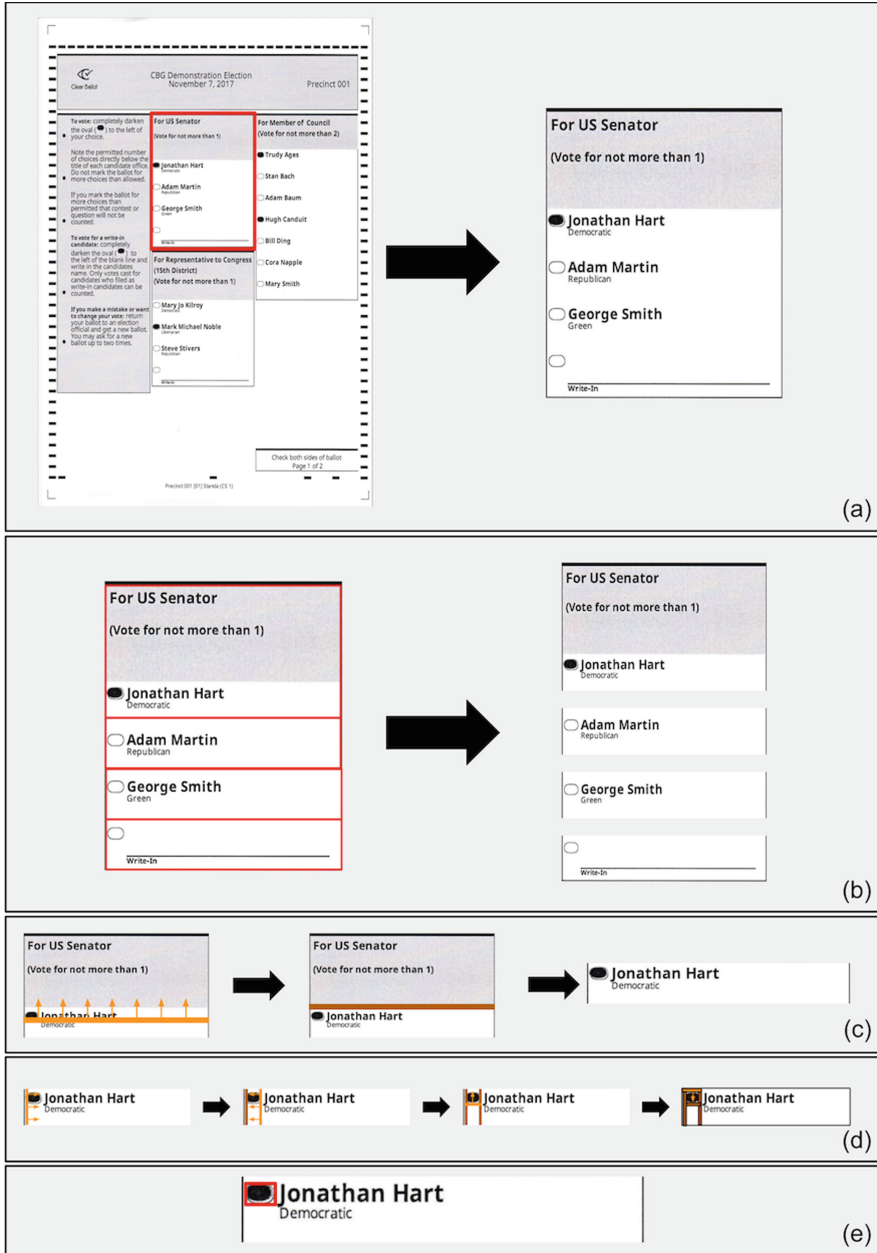 Clear Ballot
CBG Demonstration Election
November 7, 2017
Precinct 001
To vote: completely darken
the oval ( ) to the left of
your choice.
Note the permitted number
of choices directly below the
title of each candidate office.
Do not mark the ballot for
more choices than allowed.
If you mark the ballot for
more choices than
permitted that contest or
question will not be
counted.
To vote for a write-in
candidate: completely
darken the oval ( ) to
the left of the blank line and
write in the candidates
name. Only votes cast for
candidates who filed as
write-in candidates can be
counted.
If you make a mistake or want
to change your vote: return
your ballot to an election
official and get a new ballot.
You may ask for a new
ballot up to two times.
For US Senator
(Vote for not more than 1)
Jonathan Hart
Democratic
Adam Martin
Republican
George Smith
Green
Write-In
For Representative to Congress
(15th District)
(Vote for not more than 1)
Mary Jo Kilroy
Democratic
Mark Michael Noble
Libertarian
Steve Stivers
Republican
Write-In
For Member of Council
(Vote for not more than 2)
Trudy Ages
Stan Bach
Adam Baum
Hugh Canduit
Bill Ding
Cora Napple
Mary Smith
Check both sides of ballot
Page 1 of 2
Precinct 001 [01] Standa (CS 1)
For US Senator
(Vote for not more than 1)
Jonathan Hart
Democratic
Adam Martin
Republican
George Smith
Green
Write-In
(a)
For US Senator
(Vote for not more than 1)
Jonathan Hart
Democratic
Adam Martin
Republican
George Smith
Green
Write-In
For US Senator
(Vote for not more than 1)
Jonathan Hart
Democratic
Adam Martin
Republican
George Smith
Green
Write-In
(b)
For US Senator
(Vote for not more than 1)
Jonathan Hart
Democratic
For US Senator
(Vote for not more than 1)
Jonathan Hart
Democratic
Jonathan Hart
Democratic
(c)
Jonathan Hart
Democratic
Jonathan Hart
Democratic
Jonathan Hart
Democratic
Jonathan Hart
Democratic
(d)
Jonathan Hart
Democratic
(e)